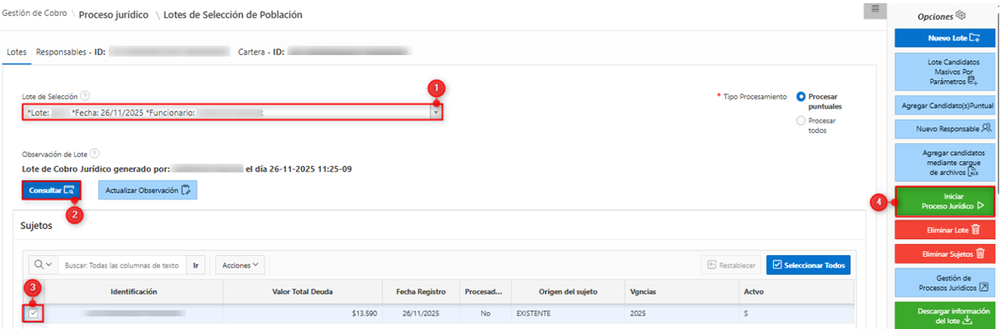 Gestión de Cobro \ Proceso jurídico \ Lotes de Selección de Población
Lotes Responsables - ID: Cartera - ID:
1
Lote de Selección ?
*Lote: *Fecha: 26/11/2025 *Funcionario:
* Tipo Procesamiento
Procesar
puntuales
Procesar
todos
Observación de Lote ?
Lote de Cobro Jurídico generado por: el día 26-11-2025 11:25-09
Consultar
Actualizar Observación
2
Sujetos
Buscar: Todas las columnas de texto
Ir
Acciones
Restablecer
Seleccionar Todos
3
Identificación Valor Total Deuda Fecha Registro Procesad... Origen del sujeto Vgncias Actvo
$13.590 26/11/2025 No EXISTENTE 2025 S
Opciones
Nuevo Lote
Lote Candidatos
Masivos Por
Parámetros
Agregar Candidato(s)Puntual
Nuevo Responsable
Agregar candidatos
mediante cargue
de archivos XLS
4
Iniciar
Proceso Jurídico
Eliminar Lote
Eliminar Sujetos
Gestión de
Procesos Jurídicos
Descargar información
del lote